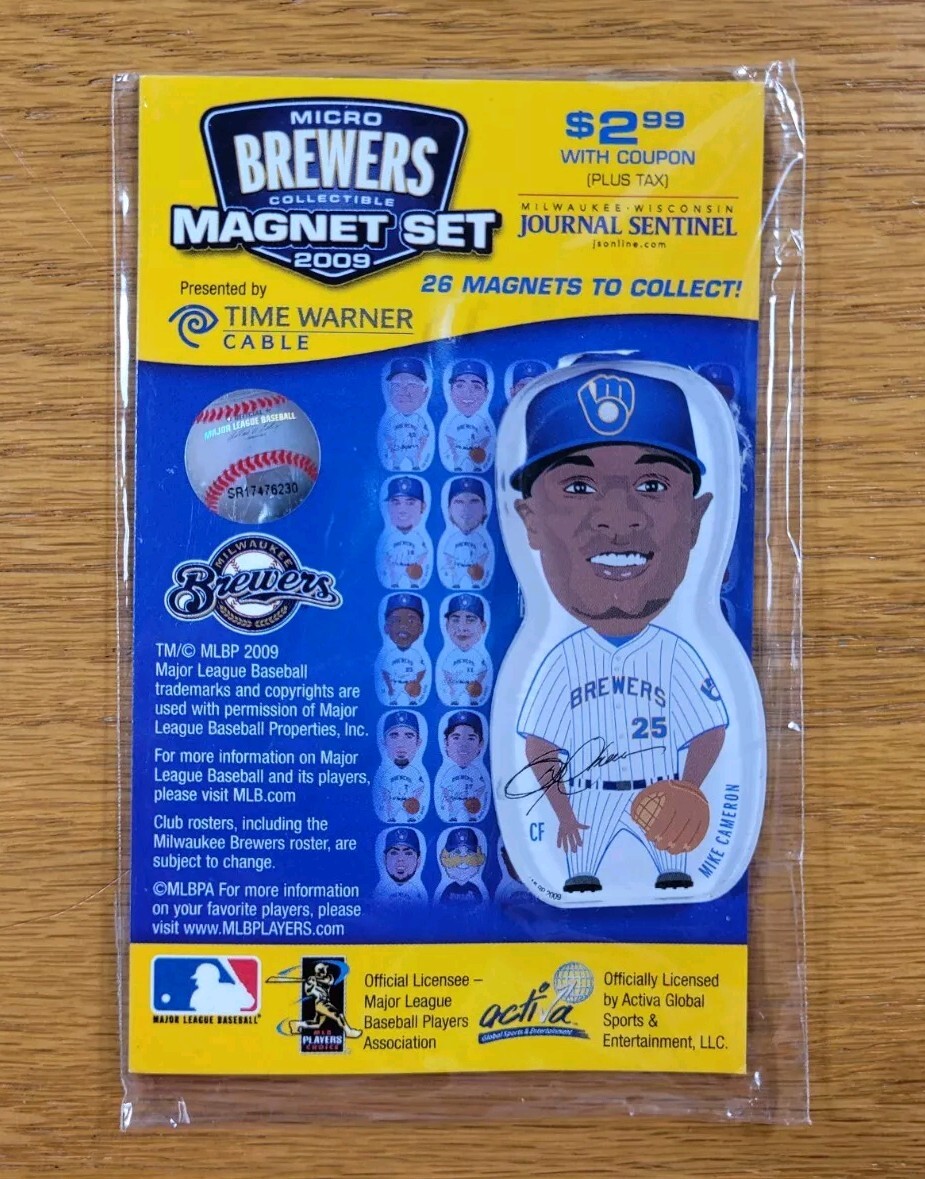 MICRO
BREWERS
COLLECTIBLE
MAGNET SET
2009
$2.99
WITH COUPON
(PLUS TAX)
MILWAUKEE • WISCONSIN
JOURNAL SENTINEL
jsonline.com
26 MAGNETS TO COLLECT!
Presented by
TIME WARNER
CABLE
MAJOR LEAGUE BASEBALL
SR17476230
MILWAUKEE
Brewers
TM/© MLBP 2009
Major League Baseball
trademarks and copyrights are
used with permission of Major
League Baseball Properties, Inc.
For more information on Major
League Baseball and its players,
please visit MLB.com
Club rosters, including the
Milwaukee Brewers roster, are
subject to change.
©MLBPA For more information
on your favorite players, please
visit www.MLBPLAYERS.com
m
BREWERS
25
CF
MIKE CAMERON
MAJOR LEAGUE BASEBALL
MLB
PLAYERS
CHOICE
Official Licensee –
Major League
Baseball Players
Association
activa
Global Sports & Entertainment
Officially Licensed
by Activa Global
Sports &
Entertainment, LLC.